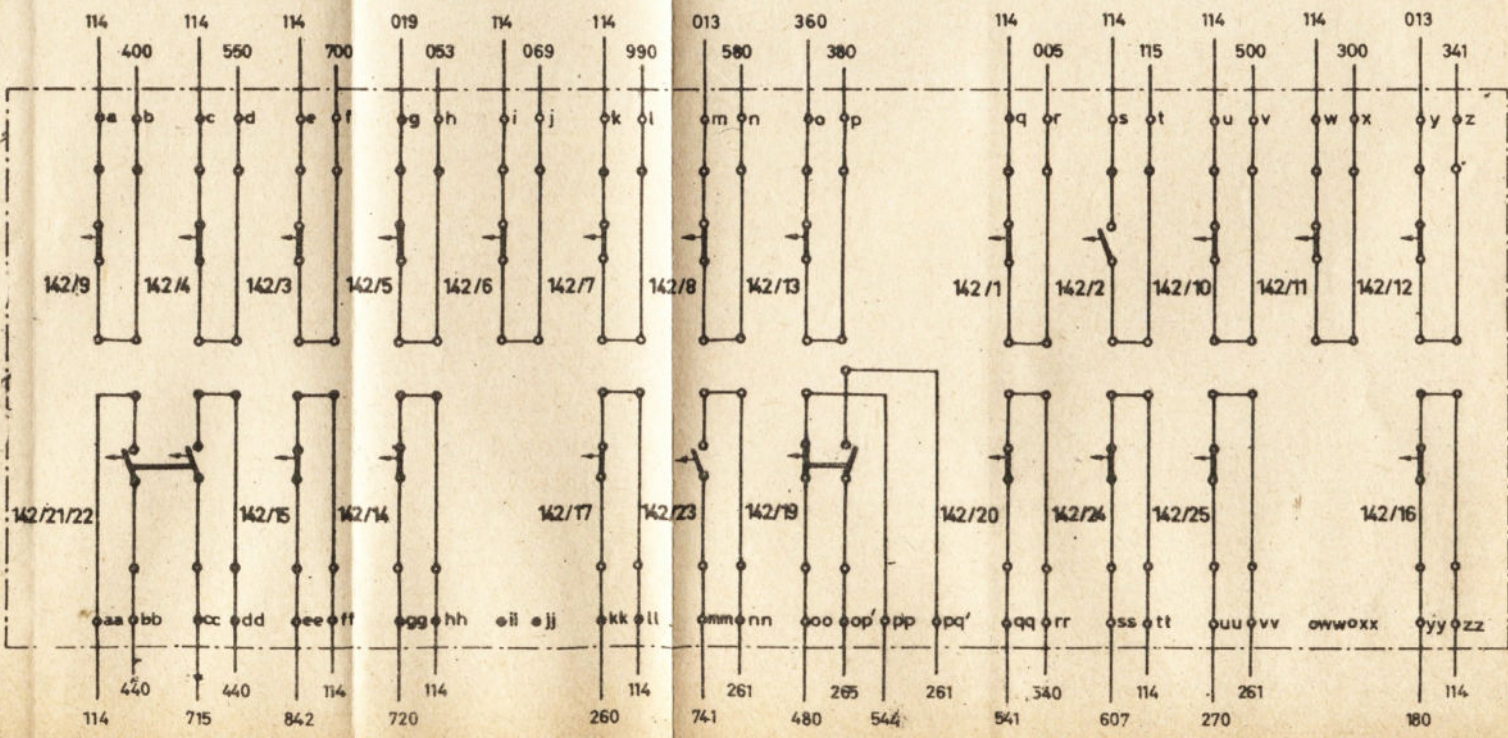 114 114 114 019 114 114 013 360 114 114 114 114 013
400 550 700 053 069 990 580 380 005 115 500 300 341
a b c d e f g h i j k l m n o p q r s t u v w x y z
142/9 142/4 142/3 142/5 142/6 142/7 142/8 142/13 142/1 142/2 142/10 142/11 142/12
142/21/22 142/15 142/14 142/17 142/23 142/19 142/20 142/24 142/25 142/16
aa bb cc dd ee ff gg hh ii jj kk ll mm nn oo op' pp pq' qq rr ss tt uu vv ww xx yy zz
440 440 114 114 114 261 265 261 340 114 261 114
114 715 842 720 260 741 480 544 541 607 270 180